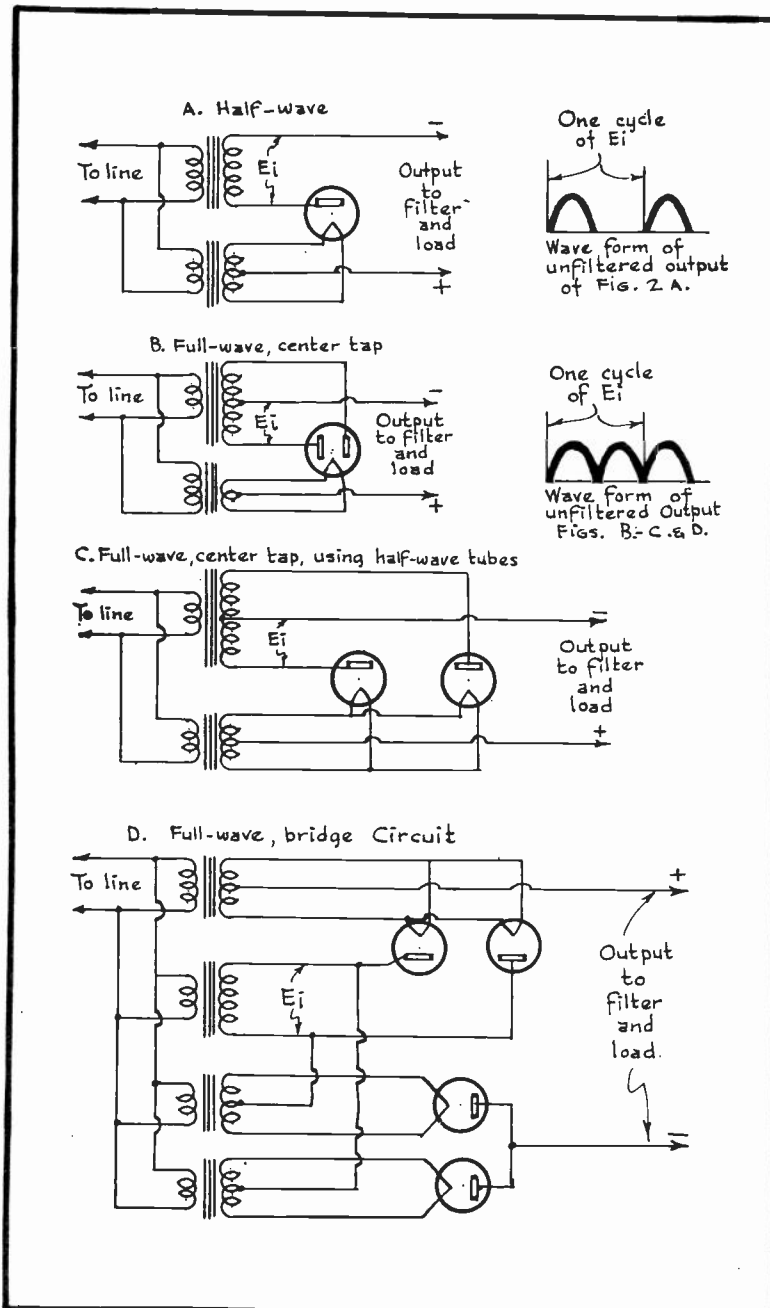 A. Half-wave
To line
Ei
−
Output
to
filter
and
load
+
One cycle
of Ei
Wave form of
unfiltered output
of Fig. 2 A.
B. Full-wave, center tap
To line
Ei
−
Output
to filter
and
load
+
One cycle
of Ei
Wave form of
unfiltered Output
Figs. B:- C. & D.
C. Full-wave, center tap, using half-wave tubes
To line
Ei
−
Output
to filter
and
load
+
D. Full-wave, bridge Circuit
To line
Ei
+
Output
to
filter
and
load.
−